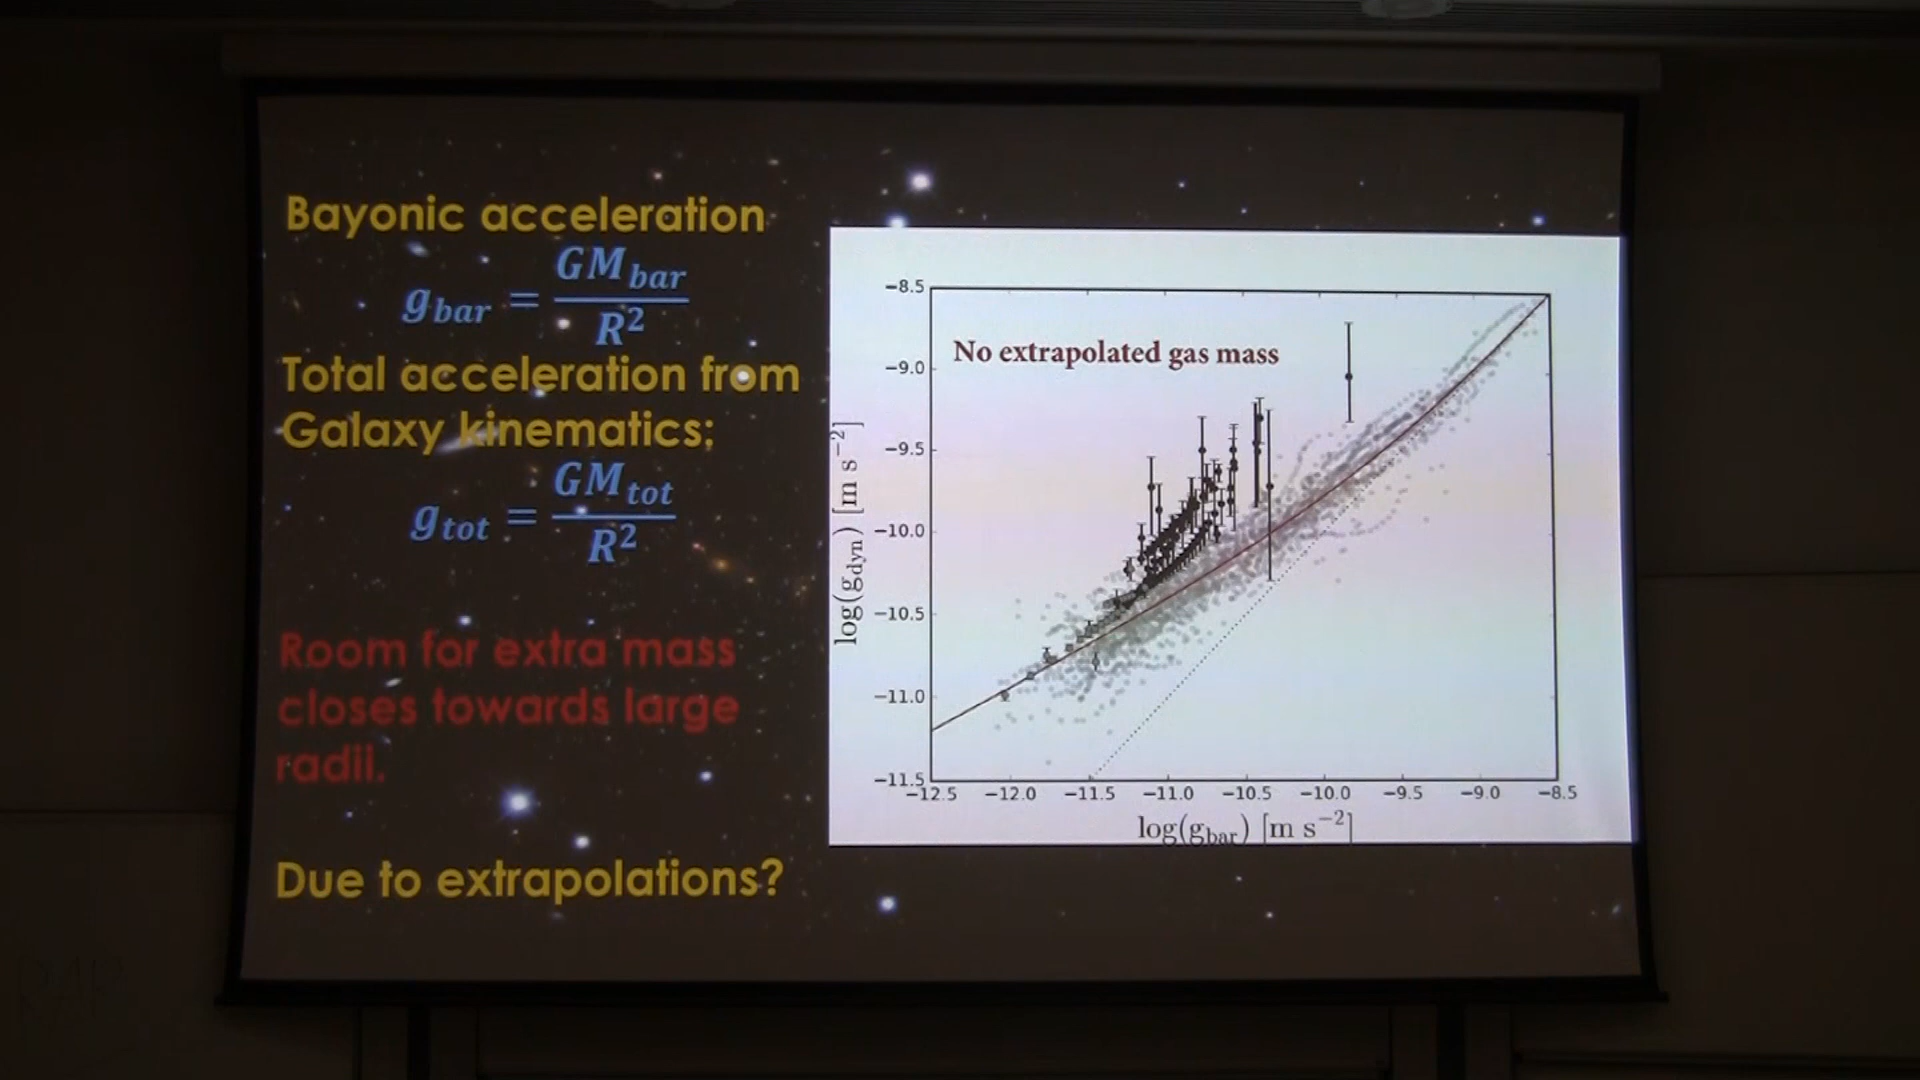 Bayonic acceleration
g_bar = GM_bar / R²
Total acceleration from
Galaxy kinematics:
g_tot = GM_tot / R²
Room for extra mass
closes towards large
radii.
Due to extrapolations?
No extrapolated gas mass
−8.5
−9.0
−9.5
−10.0
−10.5
−11.0
−11.5
log(g_dyn) [m s⁻²]
−12.5 −12.0 −11.5 −11.0 −10.5 −10.0 −9.5 −9.0 −8.5
log(g_bar) [m s⁻²]